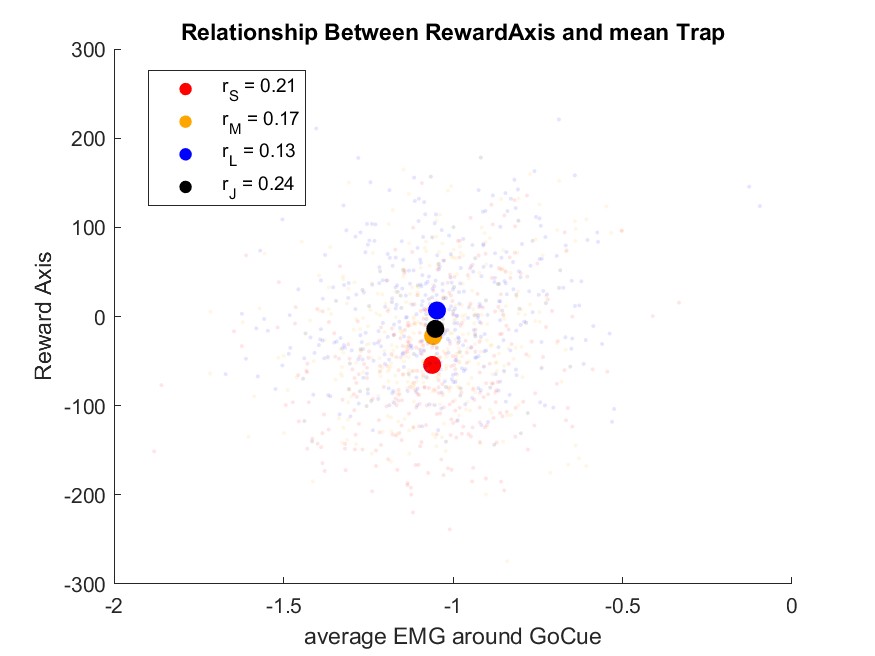 Relationship Between RewardAxis and mean Trap
300
200
100
0
-100
-200
-300
Reward Axis
r_S = 0.21
r_M = 0.17
r_L = 0.13
r_J = 0.24
-2 -1.5 -1 -0.5 0
average EMG around GoCue